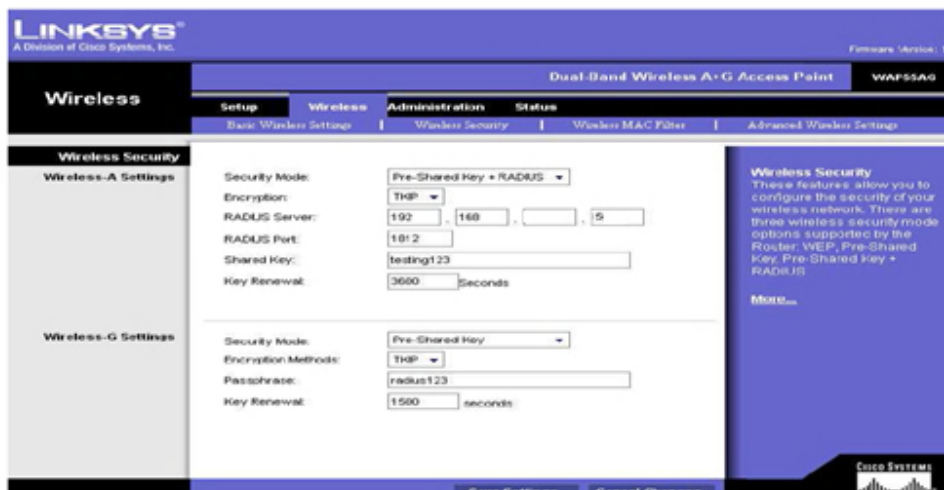 LINKSYS®
A Division of Cisco Systems, Inc.
Firmware Version: 1
Dual-Band Wireless A+G Access Point
WAP55AG
Wireless
Setup Wireless Administration Status
Basic Wireless Settings | Wireless Security | Wireless MAC Filter | Advanced Wireless Settings
Wireless Security
Wireless-A Settings
Security Mode: Pre-Shared Key + RADIUS
Encryption: TKIP
RADIUS Server: 192 . 168 . . 5
RADIUS Port: 1812
Shared Key: testing123
Key Renewal: 3600 Seconds
Wireless-G Settings
Security Mode: Pre-Shared Key
Encryption Methods: TKIP
Passphrase: radius123
Key Renewal: 1500 seconds
Wireless Security
These features allow you to
configure the security of your
wireless network. There are
three wireless security mode
options supported by the
Router: WEP, Pre-Shared
Key, Pre-Shared Key +
RADIUS
More...
CISCO SYSTEMS